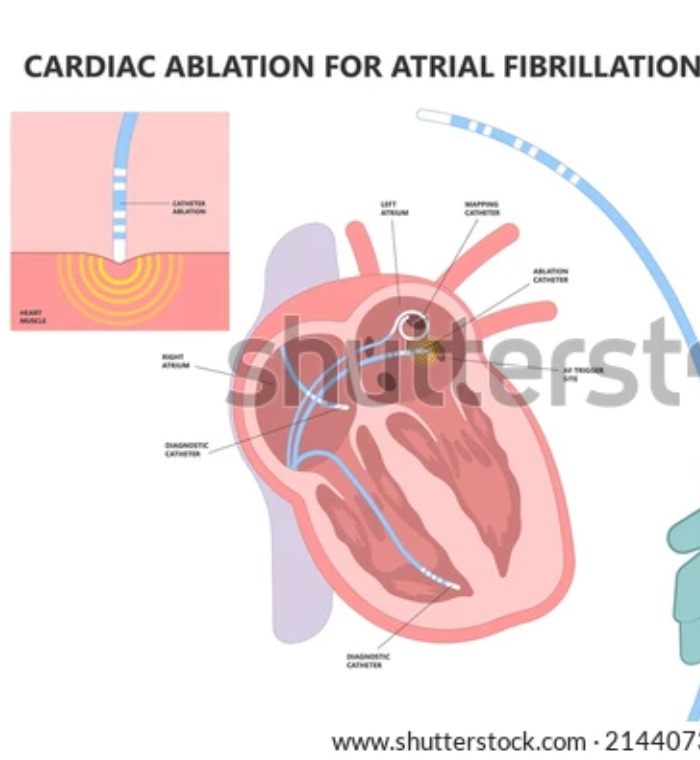 CARDIAC ABLATION FOR ATRIAL FIBRILLATION
CATHETER
ABLATION
HEART
MUSCLE
LEFT
ATRIUM
MAPPING
CATHETER
ABLATION
CATHETER
RIGHT
ATRIUM
AF TRIGGER
SITE
DIAGNOSTIC
CATHETER
DIAGNOSTIC
CATHETER
shutterst
www.shutterstock.com · 214407